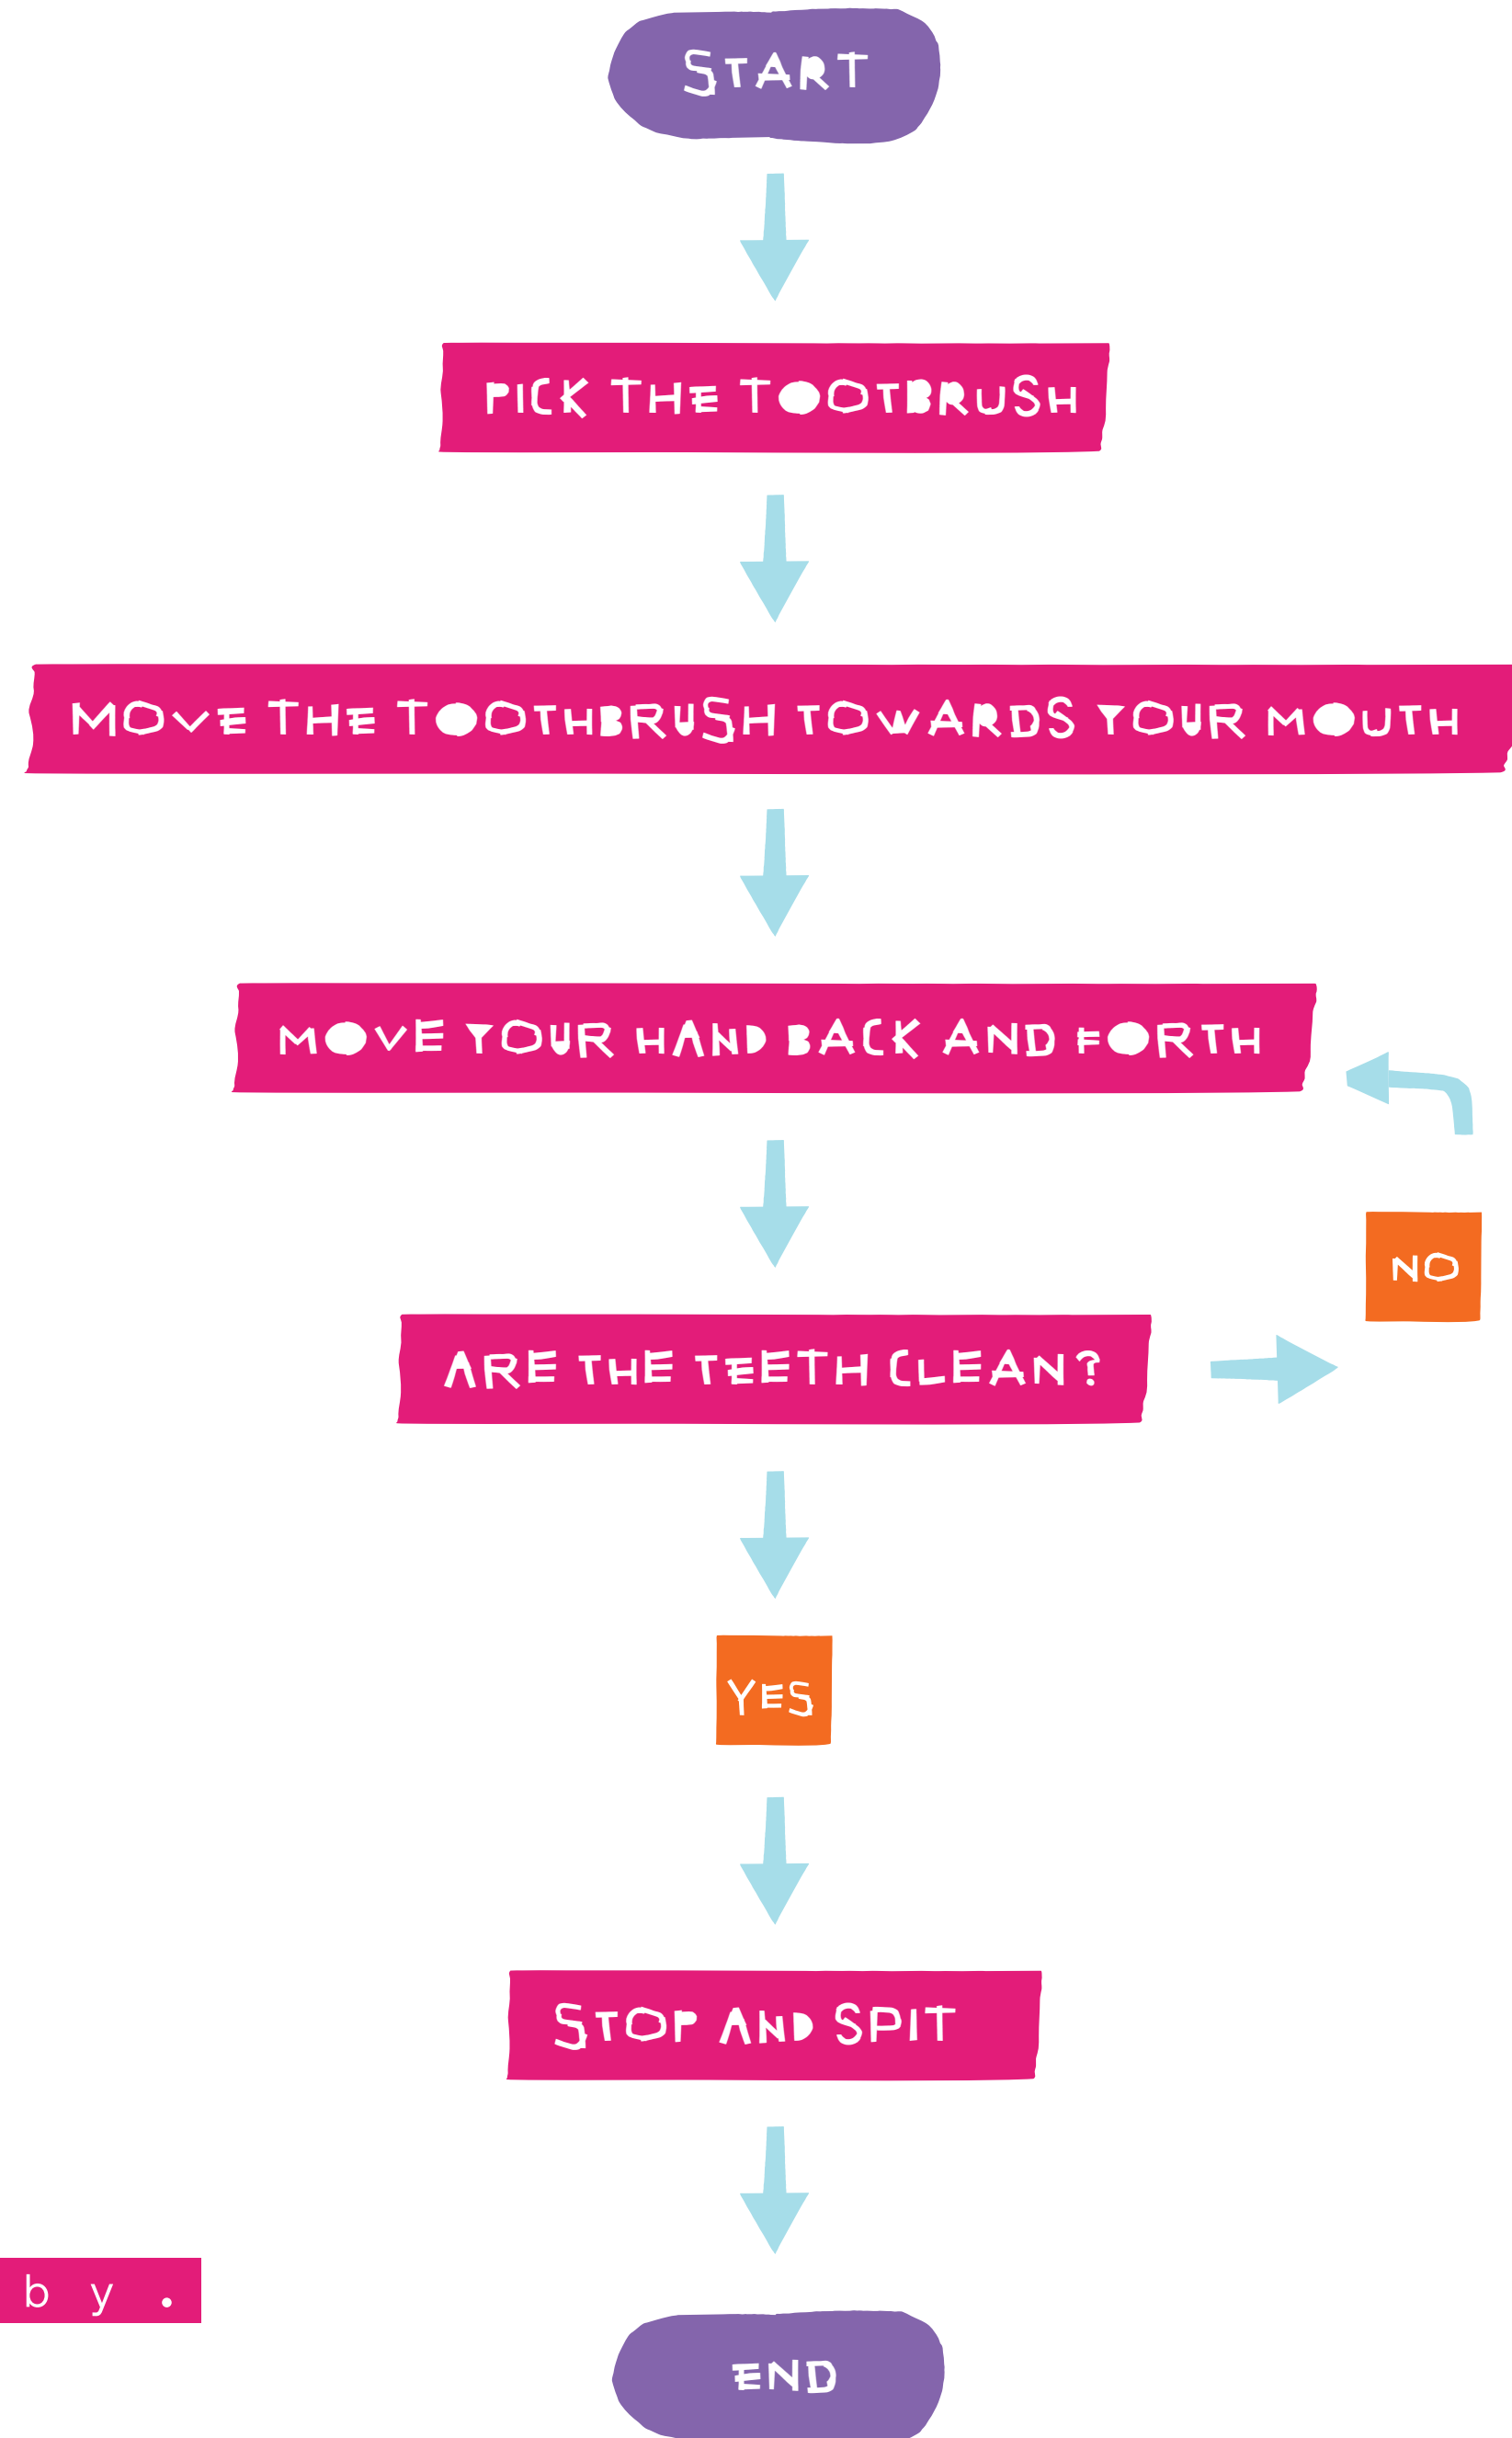 START
PICK THE TOOTBRUSH
MOVE THE TOOTHBRUSH TOWARDS YOUR MOUTH
MOVE YOUR HAND BACK AND FORTH
NO
ARE THE TEETH CLEAN?
YES
STOP AND SPIT
by.
END